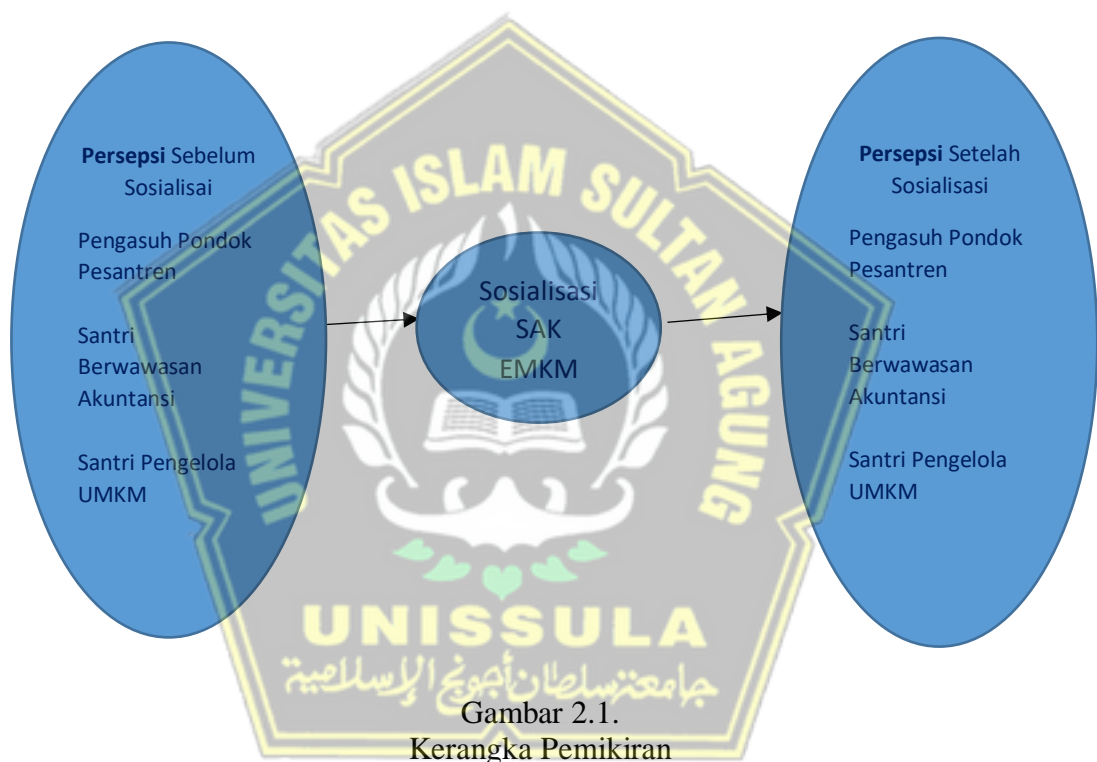 Persepsi Sebelum
Sosialisai
Pengasuh Pondok
Pesantren
Santri
Berwawasan
Akuntansi
Santri Pengelola
UMKM
Sosialisasi
SAK
EMKM
Persepsi Setelah
Sosialisasi
Pengasuh Pondok
Pesantren
Santri
Berwawasan
Akuntansi
Santri Pengelola
UMKM
UNIVERSITAS ISLAM SULTAN AGUNG
UNISSULA
جامعة سلطان أجونج الإسلامية
Gambar 2.1.
Kerangka Pemikiran